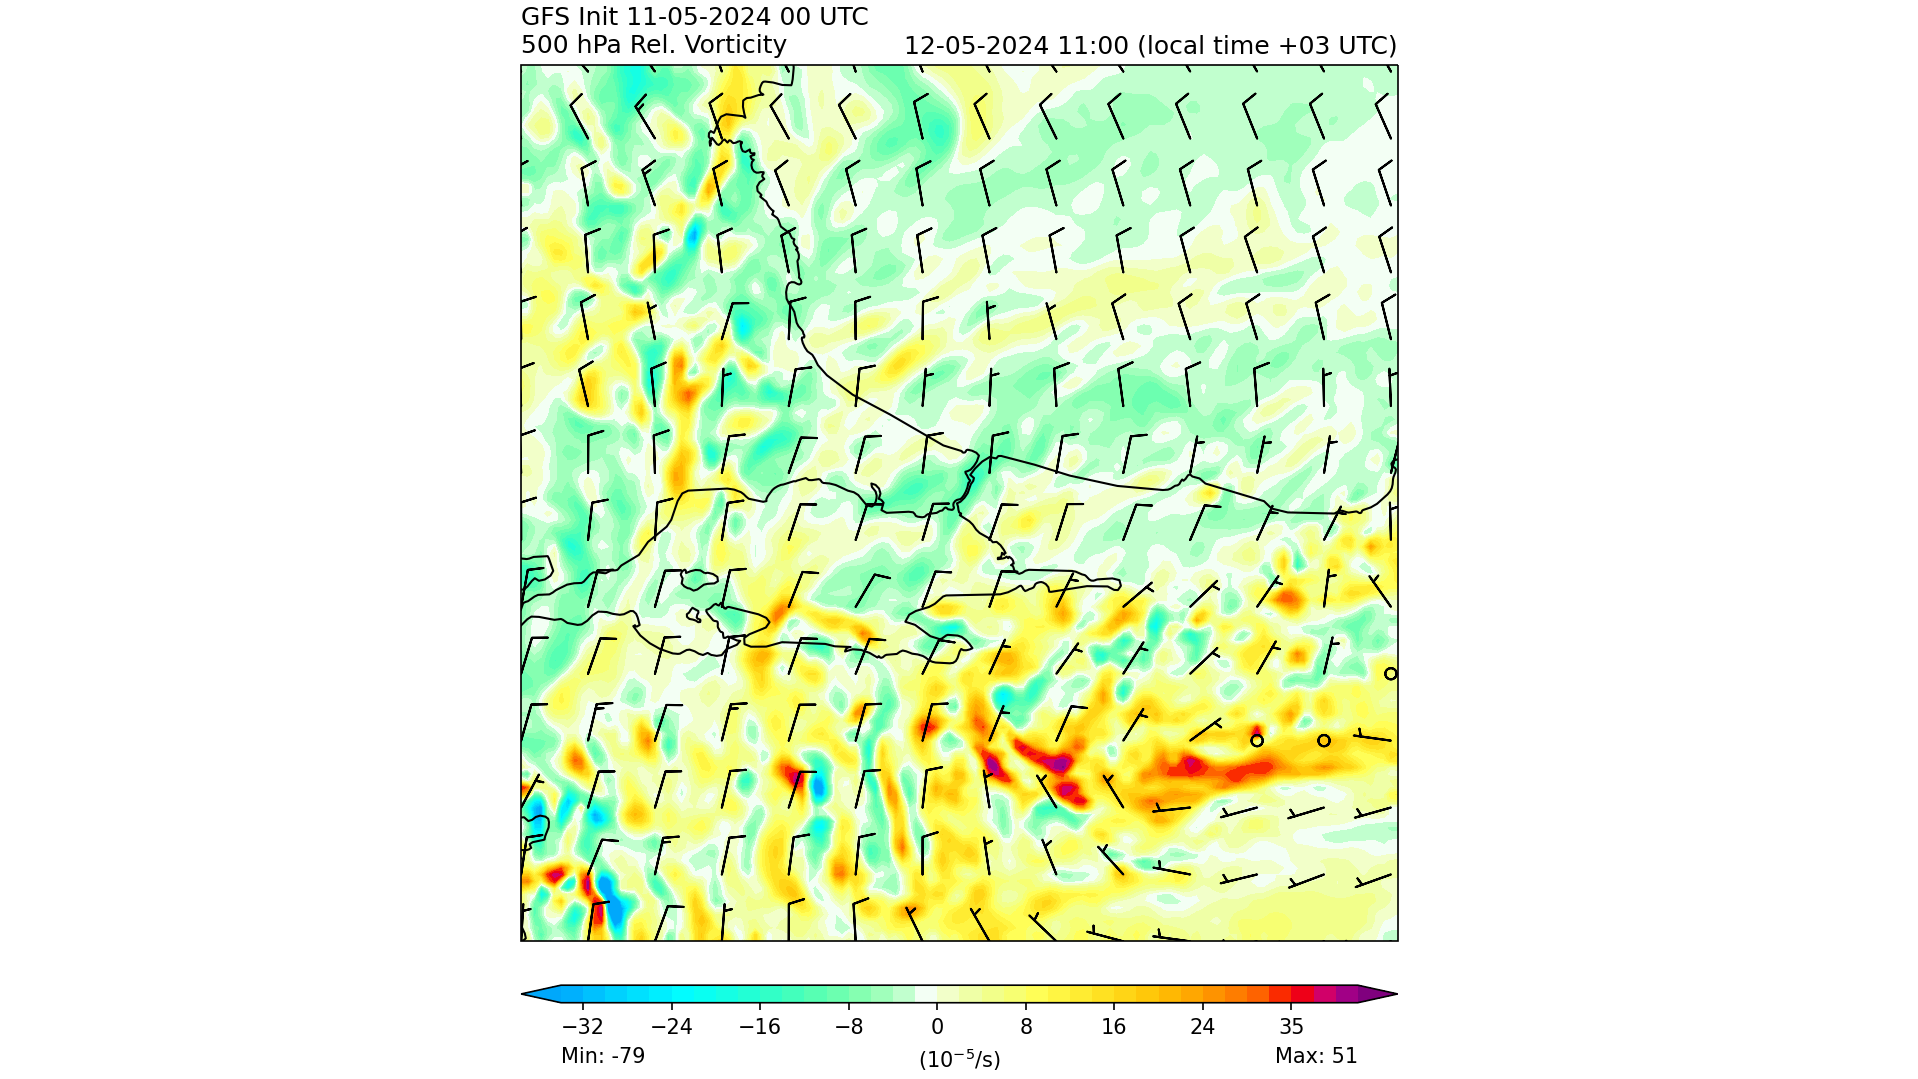 GFS Init 11-05-2024 00 UTC
500 hPa Rel. Vorticity
12-05-2024 11:00 (local time +03 UTC)
−32 −24 −16 −8 0 8 16 24 35
Min: -79 (10⁻⁵/s) Max: 51